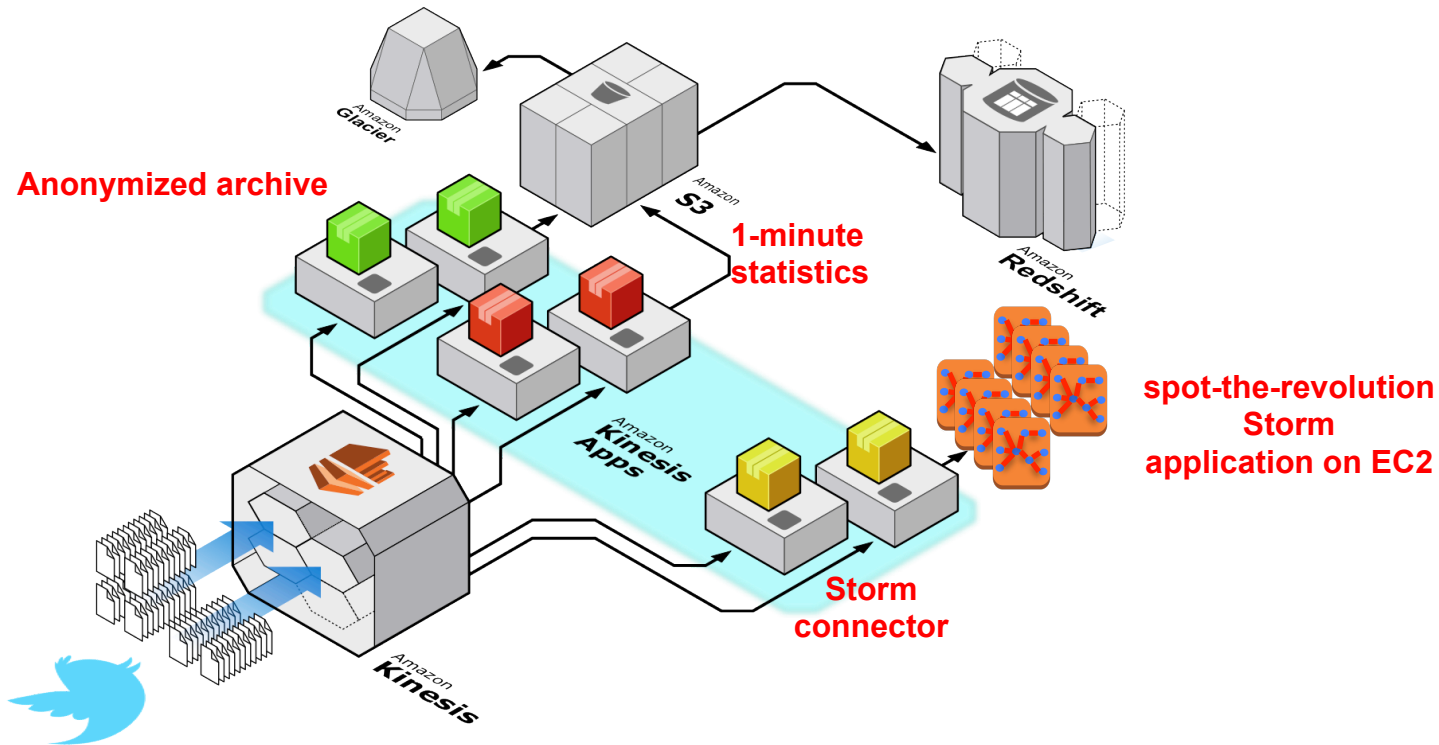 Amazon
Glacier
Anonymized archive
Amazon
S3
1-minute
statistics
Amazon
Redshift
spot-the-revolution
Storm
application on EC2
Amazon
Kinesis
Apps
Storm
connector
Amazon
Kinesis